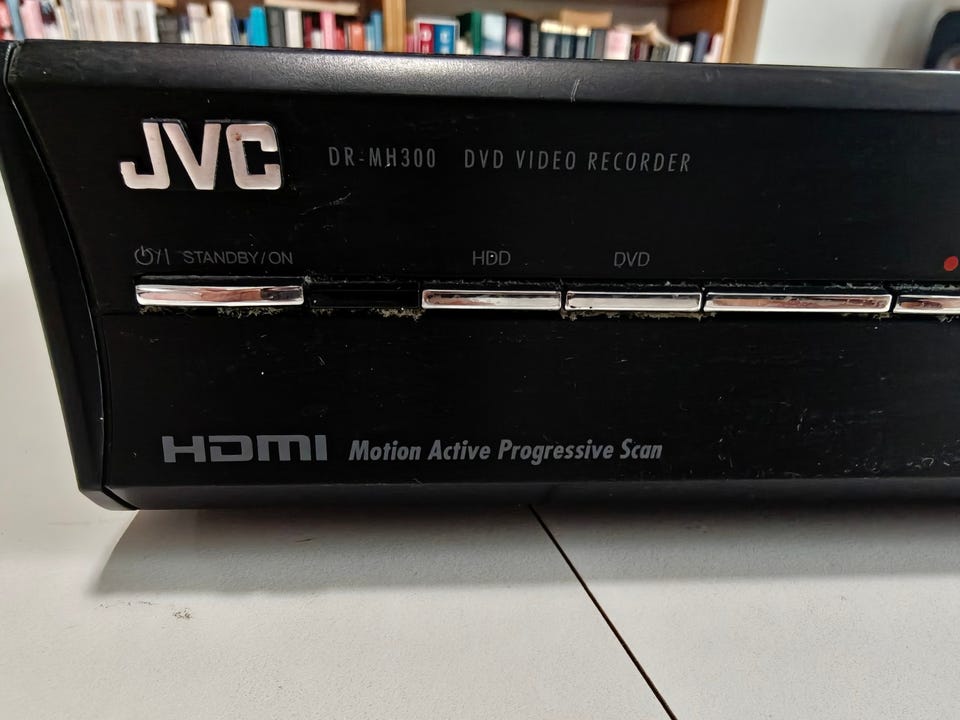 JVC DR-MH300 DVD VIDEO RECORDER
⏻/I STANDBY/ON HDD DVD
HDMI Motion Active Progressive Scan